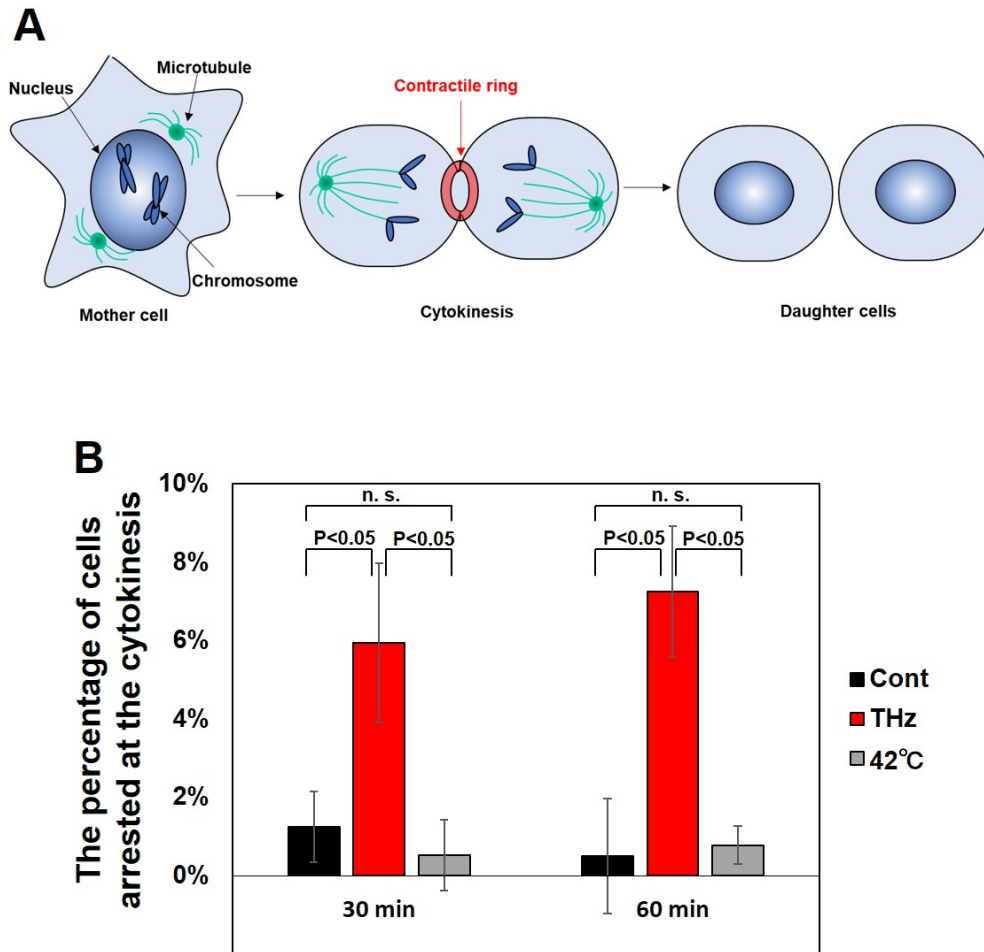 A
Microtubule
Nucleus
Contractile ring
Chromosome
Mother cell
Cytokinesis
Daughter cells
B
The percentage of cells
arrested at the cytokinesis
10%
8%
6%
4%
2%
0%
n. s.
P<0.05
P<0.05
n. s.
P<0.05
P<0.05
30 min
60 min
Cont
THz
42℃